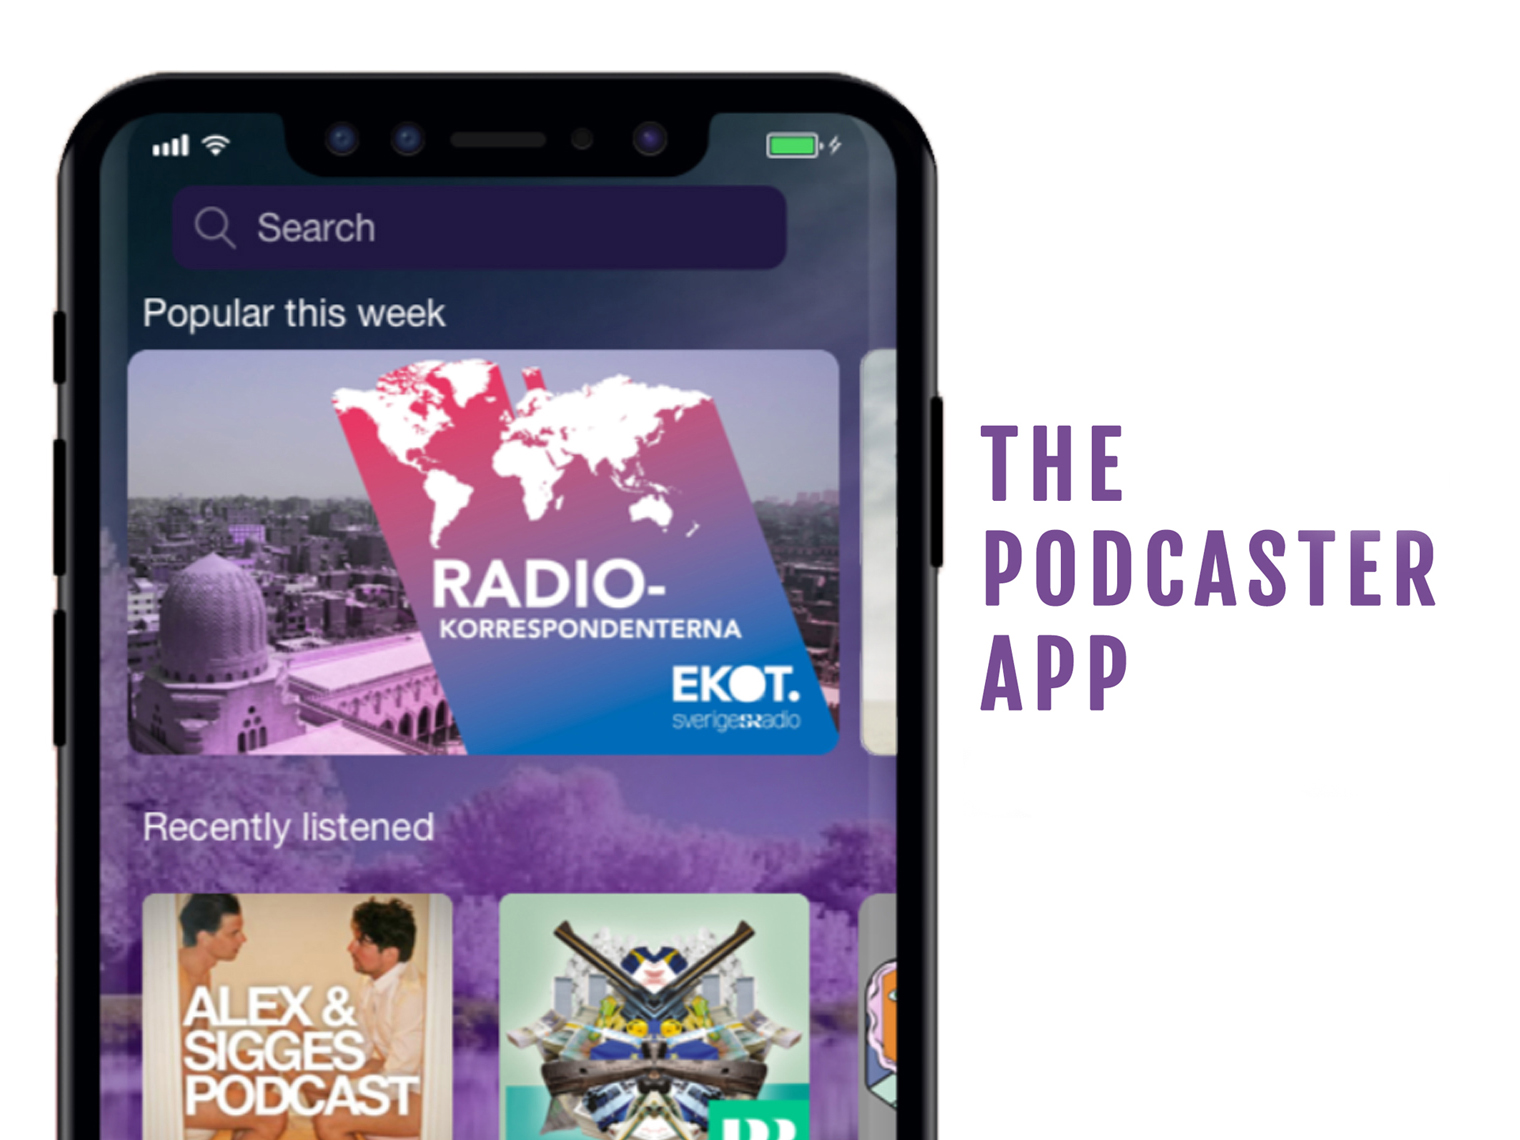 Search
Popular this week
RADIO-
KORRESPONDENTERNA
EKOT.
sverigesradio
THE
PODCASTER
APP
Recently listened
ALEX &
SIGGES
PODCAST